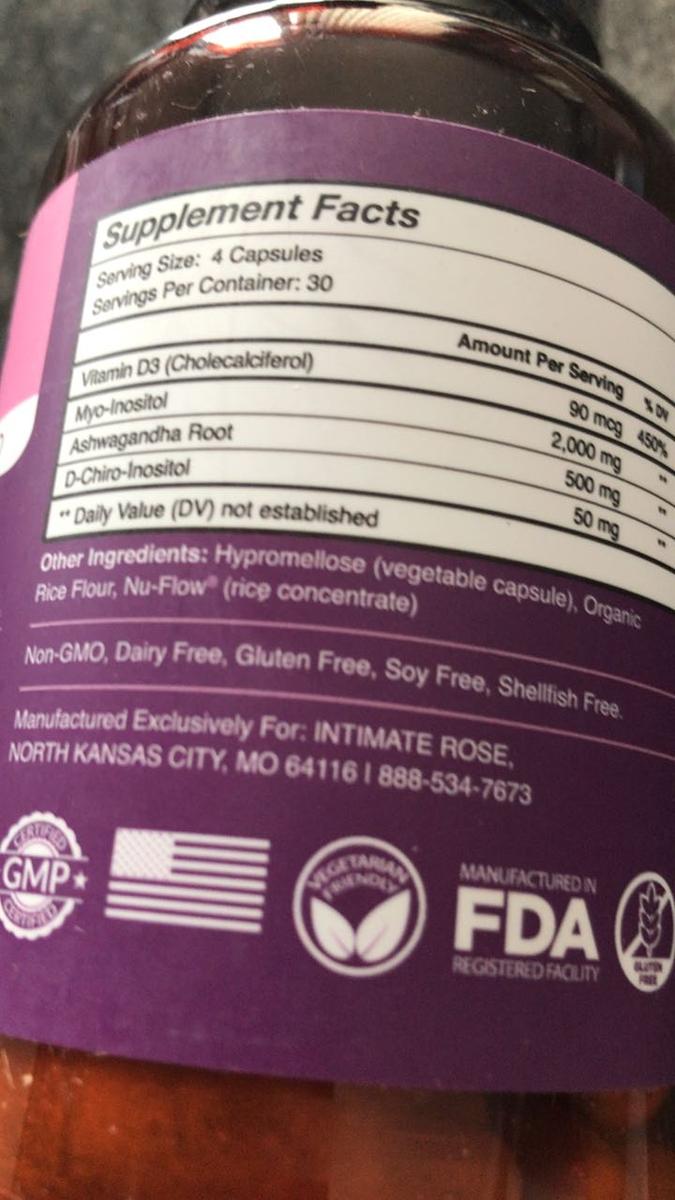 Supplement Facts
Serving Size: 4 Capsules
Servings Per Container: 30
Amount Per Serving % DV
Vitamin D3 (Cholecalciferol) 90 mcg 450%
Myo-Inositol 2,000 mg **
Ashwagandha Root 500 mg **
D-Chiro-Inositol 50 mg **
** Daily Value (DV) not established
Other Ingredients: Hypromellose (vegetable capsule), Organic
Rice Flour, Nu-Flow® (rice concentrate)
Non-GMO, Dairy Free, Gluten Free, Soy Free, Shellfish Free.
Manufactured Exclusively For: INTIMATE ROSE,
NORTH KANSAS CITY, MO 64116 | 888-534-7673
CERTIFIED
GMP
CERTIFIED
VEGETARIAN
FRIENDLY
MANUFACTURED IN
FDA
REGISTERED FACILITY
GLUTEN
FREE